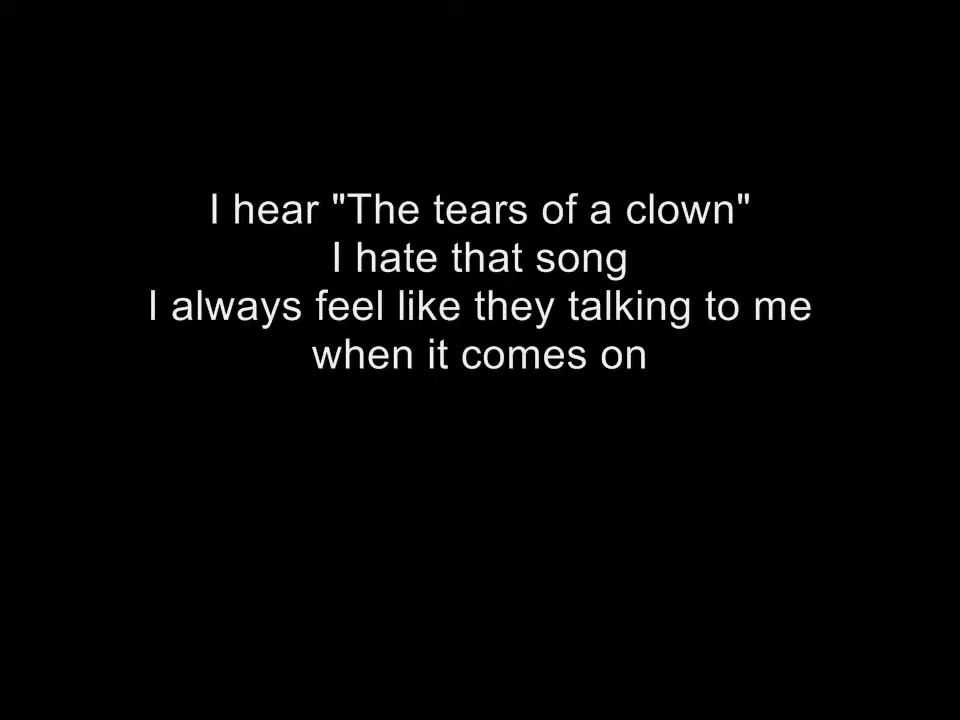 I hear "The tears of a clown"
I hate that song
I always feel like they talking to me
when it comes on